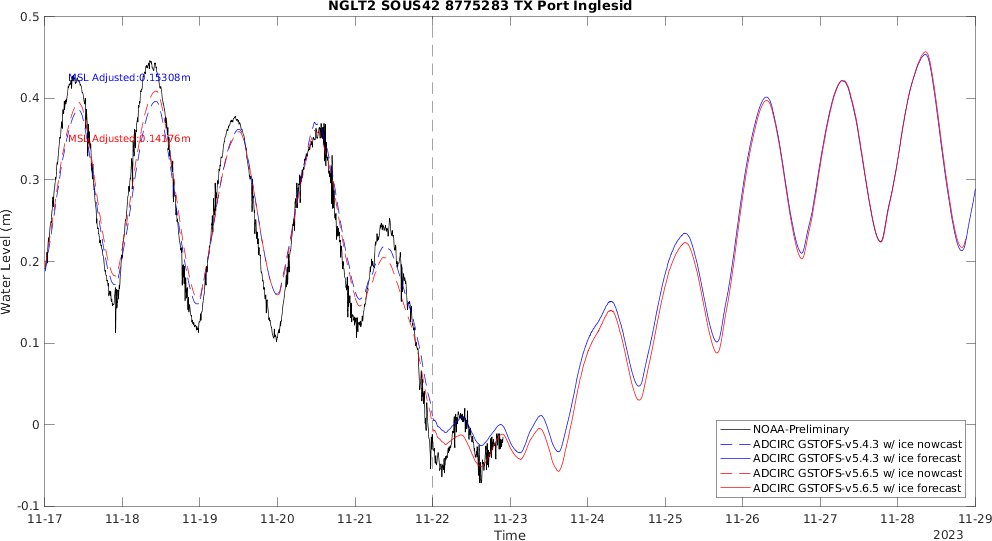 NGLT2 SOUS42 8775283 TX Port Inglesid
0.5
0.4
0.3
0.2
0.1
0
-0.1
Water Level (m)
MSL Adjusted:0.15308m
MSL Adjusted:0.14176m
NOAA-Preliminary
ADCIRC GSTOFS-v5.4.3 w/ ice nowcast
ADCIRC GSTOFS-v5.4.3 w/ ice forecast
ADCIRC GSTOFS-v5.6.5 w/ ice nowcast
ADCIRC GSTOFS-v5.6.5 w/ ice forecast
11-17 11-18 11-19 11-20 11-21 11-22 11-23 11-24 11-25 11-26 11-27 11-28 11-29
Time
2023